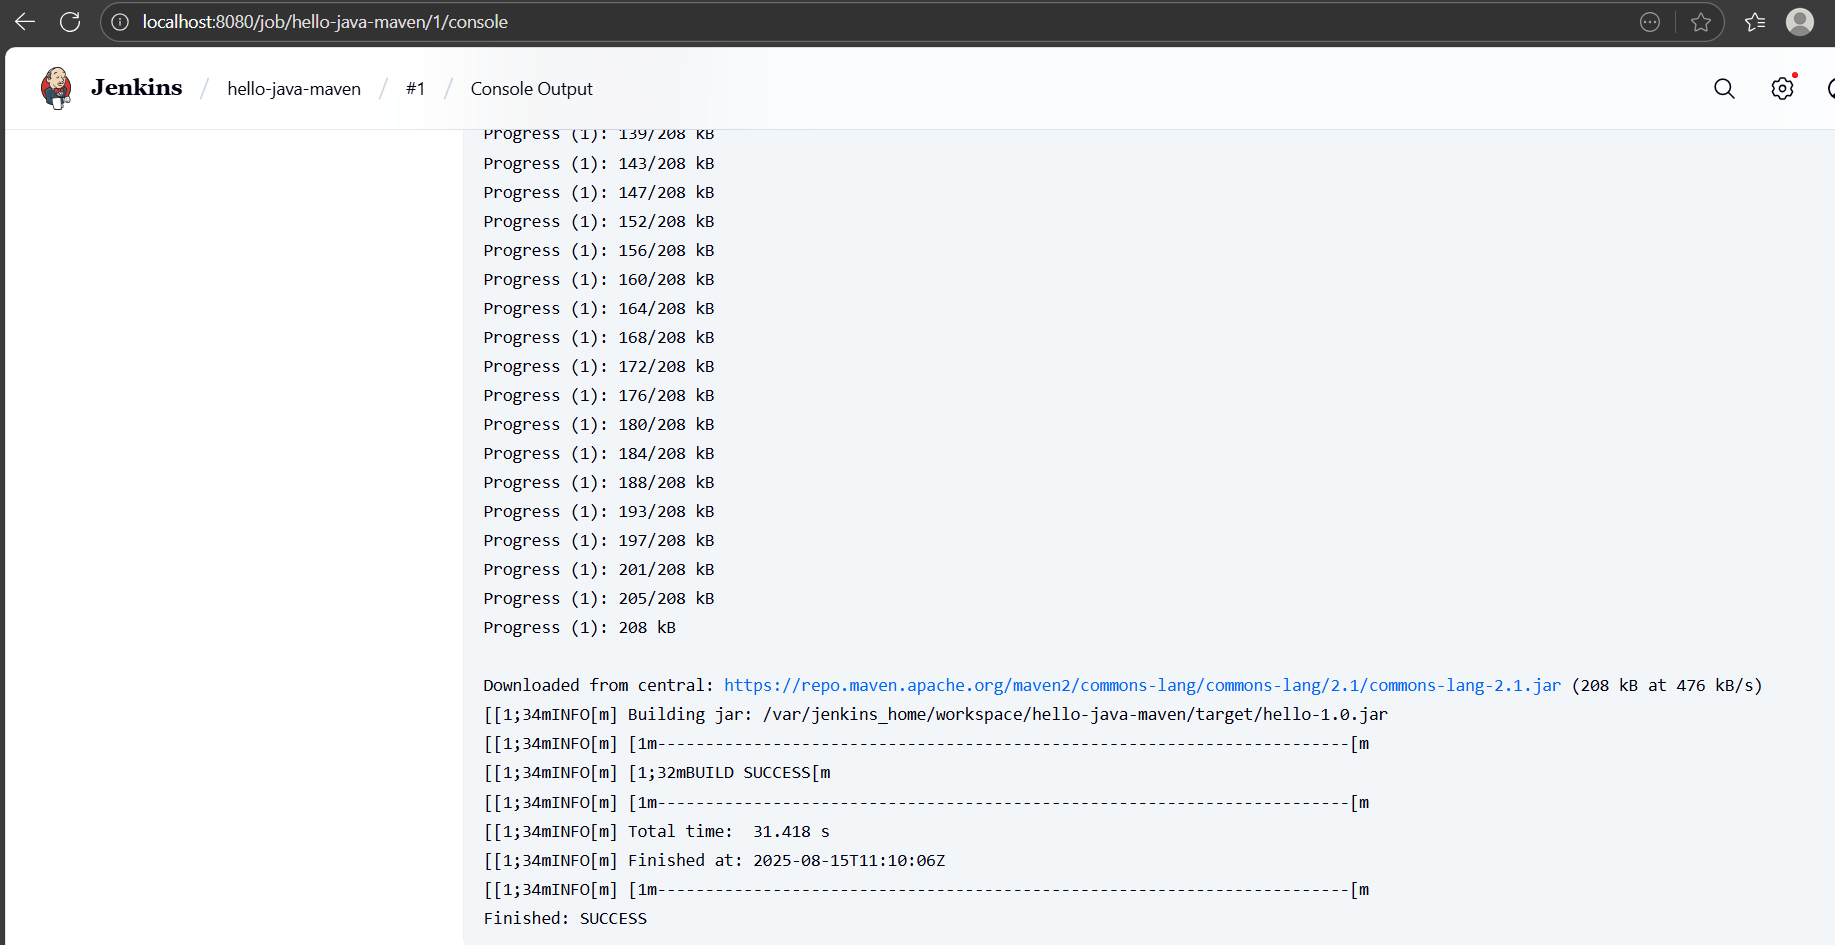 localhost:8080/job/hello-java-maven/1/console
Jenkins / hello-java-maven / #1 / Console Output
Progress (1): 139/208 kB
Progress (1): 143/208 kB
Progress (1): 147/208 kB
Progress (1): 152/208 kB
Progress (1): 156/208 kB
Progress (1): 160/208 kB
Progress (1): 164/208 kB
Progress (1): 168/208 kB
Progress (1): 172/208 kB
Progress (1): 176/208 kB
Progress (1): 180/208 kB
Progress (1): 184/208 kB
Progress (1): 188/208 kB
Progress (1): 193/208 kB
Progress (1): 197/208 kB
Progress (1): 201/208 kB
Progress (1): 205/208 kB
Progress (1): 208 kB
Downloaded from central: https://repo.maven.apache.org/maven2/commons-lang/commons-lang/2.1/commons-lang-2.1.jar (208 kB at 476 kB/s)
[[1;34mINFO[m] Building jar: /var/jenkins_home/workspace/hello-java-maven/target/hello-1.0.jar
[[1;34mINFO[m] [1m------------------------------------------------------------------------[m
[[1;34mINFO[m] [1;32mBUILD SUCCESS[m
[[1;34mINFO[m] [1m------------------------------------------------------------------------[m
[[1;34mINFO[m] Total time:  31.418 s
[[1;34mINFO[m] Finished at: 2025-08-15T11:10:06Z
[[1;34mINFO[m] [1m------------------------------------------------------------------------[m
Finished: SUCCESS